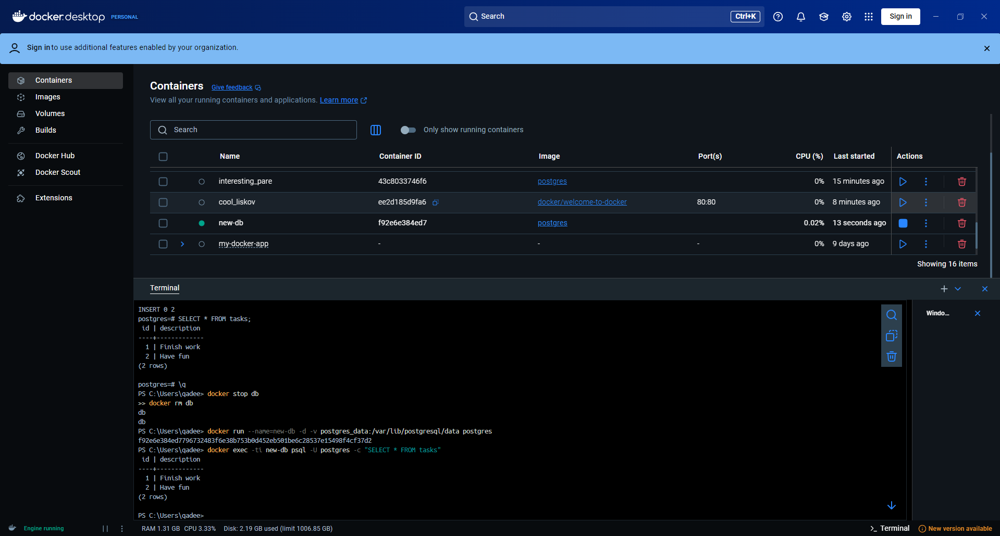 docker.desktop PERSONAL
Search Ctrl+K
Sign in
Sign in to use additional features enabled by your organization.
Containers
Images
Volumes
Builds
Docker Hub
Docker Scout
Extensions
Containers Give feedback
View all your running containers and applications. Learn more
Search
Only show running containers
Name Container ID Image Port(s) CPU (%) Last started Actions
interesting_pare 43c8033746f6 postgres 0% 15 minutes ago
cool_liskov ee2d185d9fa6 docker/welcome-to-docker 80:80 0% 8 minutes ago
new-db f92e6e384ed7 postgres 0.02% 13 seconds ago
my-docker-app - - - 0% 9 days ago
Showing 16 items
Terminal
Windo...
INSERT 0 2
postgres=# SELECT * FROM tasks;
id | description
----+-------------
1 | Finish work
2 | Have fun
(2 rows)
postgres=# \q
PS C:\Users\qadee> docker stop db
>> docker rm db
db
db
PS C:\Users\qadee> docker run --name=new-db -d -v postgres_data:/var/lib/postgresql/data postgres
f92e6e384ed7796732483f6e38b753b0d452eb501be6c28537e15498f4cf37d2
PS C:\Users\qadee> docker exec -ti new-db psql -U postgres -c "SELECT * FROM tasks"
id | description
----+-------------
1 | Finish work
2 | Have fun
(2 rows)
PS C:\Users\qadee>
Engine running
RAM 1.31 GB CPU 3.33% Disk: 2.19 GB used (limit 1006.85 GB)
Terminal
New version available